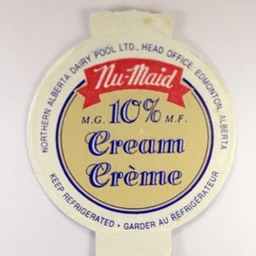 NORTHERN ALBERTA DAIRY POOL LTD., HEAD OFFICE, EDMONTON, ALBERTA
Nu-Maid
M.G. 10% M.F.
Cream
Crème
KEEP REFRIGERATED • GARDER AU RÉFRIGÉRATEUR